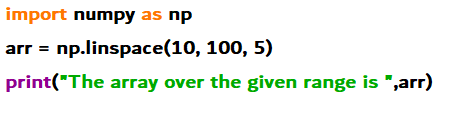 import numpy as np
arr = np.linspace(10, 100, 5)
print("The array over the given range is ",arr)